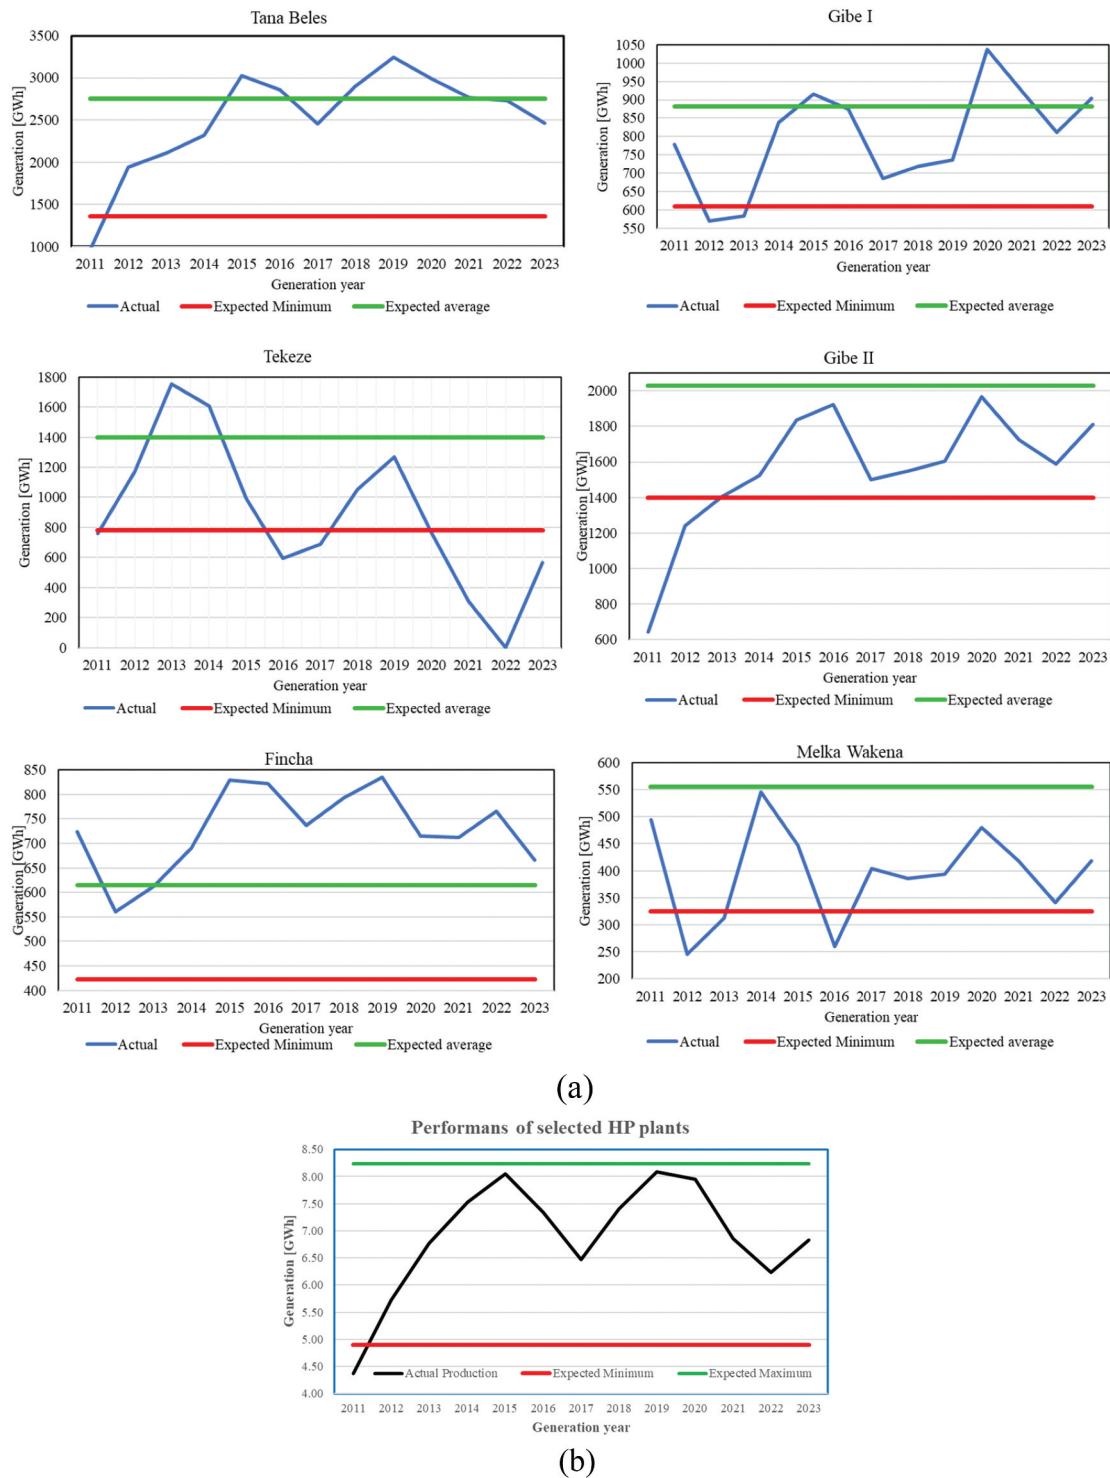 Tana Beles
3500
3000
2500
2000
1500
1000
Generation [GWh]
2011 2012 2013 2014 2015 2016 2017 2018 2019 2020 2021 2022 2023
Generation year
Actual Expected Minimum Expected average
Gibe I
1050
1000
950
900
850
800
750
700
650
600
550
Generation [GWh]
2011 2012 2013 2014 2015 2016 2017 2018 2019 2020 2021 2022 2023
Generation year
Actual Expected Minimum Expected average
Tekeze
1800
1600
1400
1200
1000
800
600
400
200
0
Generation [GWh]
2011 2012 2013 2014 2015 2016 2017 2018 2019 2020 2021 2022 2023
Generation year
Actual Expected Minimum Expected average
Gibe II
2000
1800
1600
1400
1200
1000
800
600
Generation [GWh]
2011 2012 2013 2014 2015 2016 2017 2018 2019 2020 2021 2022 2023
Generation year
Actual Expected Minimum Expected average
Fincha
850
800
750
700
650
600
550
500
450
400
Generation [GWh]
2011 2012 2013 2014 2015 2016 2017 2018 2019 2020 2021 2022 2023
Generation year
Actual Expected Minimum Expected average
Melka Wakena
600
550
500
450
400
350
300
250
200
Generation [GWh]
2011 2012 2013 2014 2015 2016 2017 2018 2019 2020 2021 2022 2023
Generation year
Actual Expected Minimum Expected average
(a)
Performans of selected HP plants
8.50
8.00
7.50
7.00
6.50
6.00
5.50
5.00
4.50
4.00
Generation [GWh]
Actual Production Expected Minimum Expected Maximum
2011 2012 2013 2014 2015 2016 2017 2018 2019 2020 2021 2022 2023
Generation year
(b)